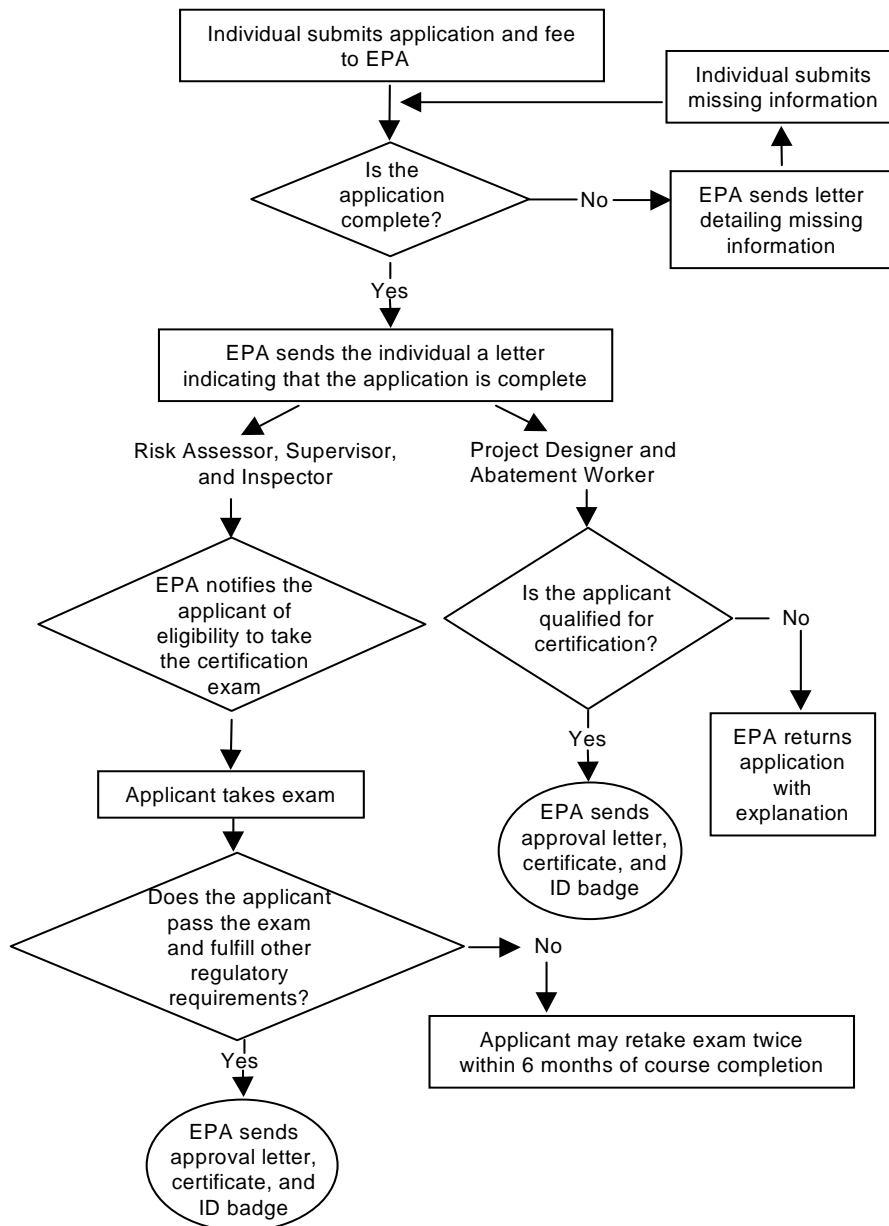 Individual submits application and fee
to EPA
Individual submits
missing information
Is the
application
complete?
No
EPA sends letter
detailing missing
information
Yes
EPA sends the individual a letter
indicating that the application is complete
Risk Assessor, Supervisor,
and Inspector
Project Designer and
Abatement Worker
EPA notifies the
applicant of
eligibility to take
the certification
exam
Is the applicant
qualified for
certification?
No
Yes
EPA returns
application
with
explanation
Applicant takes exam
EPA sends
approval letter,
certificate, and
ID badge
Does the applicant
pass the exam
and fulfill other
regulatory
requirements?
No
Applicant may retake exam twice
within 6 months of course completion
Yes
EPA sends
approval letter,
certificate, and
ID badge